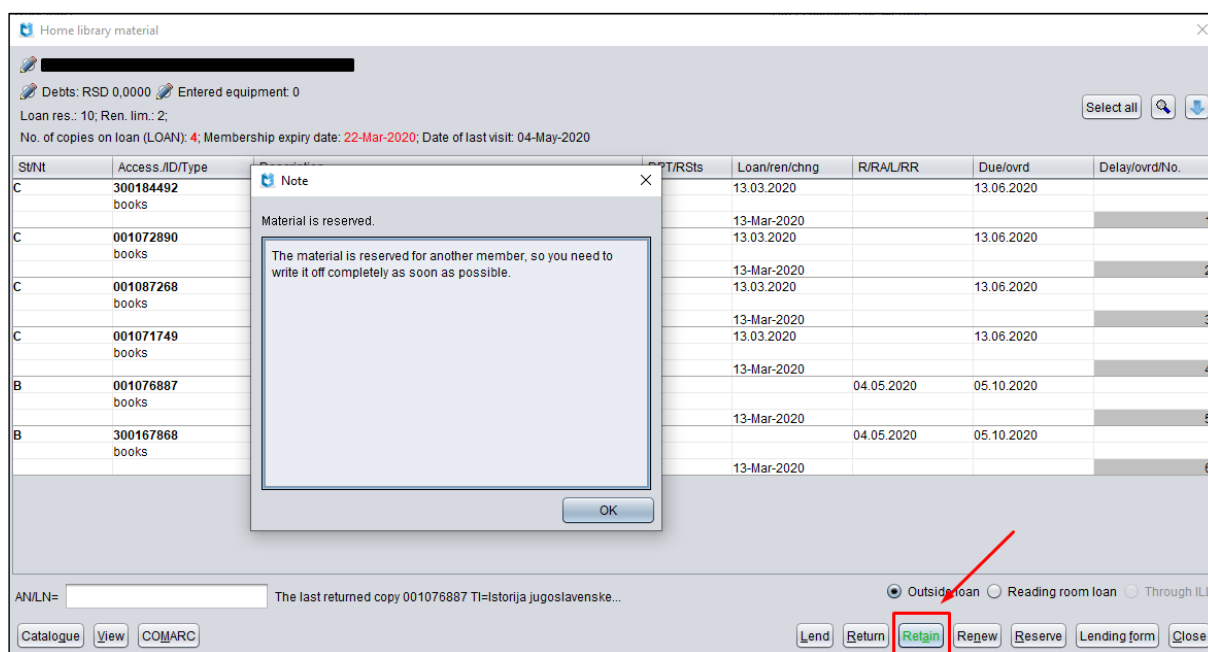 Home library material
Debts: RSD 0,0000 Entered equipment: 0
Loan res.: 10; Ren. lim.: 2;
No. of copies on loan (LOAN): 4; Membership expiry date: 22-Mar-2020; Date of last visit: 04-May-2020
Select all
St/Nt Access./ID/Type Loan/ren/chng R/RA/L/RR Due/ovrd Delay/ovrd/No.
C 300184492 13.03.2020 13.06.2020
books
13-Mar-2020 1
C 001072890 13.03.2020 13.06.2020
books
13-Mar-2020 2
C 001087268 13.03.2020 13.06.2020
books
13-Mar-2020 3
C 001071749 13.03.2020 13.06.2020
books
13-Mar-2020 4
B 001076887 04.05.2020 05.10.2020
books
13-Mar-2020 5
B 300167868 04.05.2020 05.10.2020
books
13-Mar-2020 6
Note
Material is reserved.
The material is reserved for another member, so you need to
write it off completely as soon as possible.
OK
AN/LN= The last returned copy 001076887 TI=Istorija jugoslavenske... Outside loan Reading room loan Through ILL
Catalogue View COMARC Lend Return Retain Renew Reserve Lending form Close